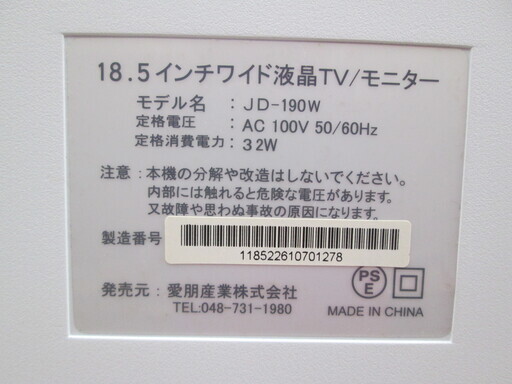 18.5インチワイド液晶TV/モニター
モデル名 : JD-190W
定格電圧 : AC 100V 50/60Hz
定格消費電力 : 32W
注意 : 本機の分解や改造はしないでください。
内部には触れると危険な電圧があります。
又故障や思わぬ事故の原因になります。
製造番号
118522610701278
発売元 : 愛朋産業株式会社
TEL:048-731-1980
PS
E
MADE IN CHINA